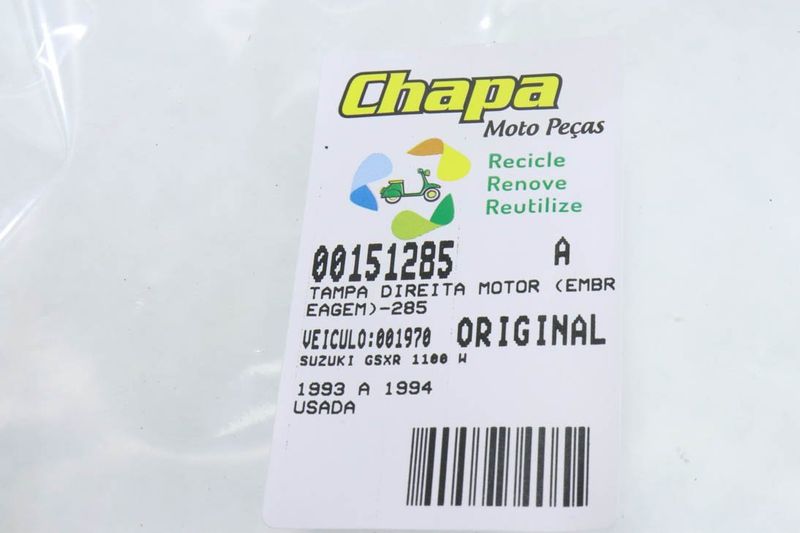 Chapa
Moto Peças
Recicle
Renove
Reutilize
00151285 A
TAMPA DIREITA MOTOR (EMBR
EAGEM)-285
VEICULO:001970 ORIGINAL
SUZUKI GSXR 1100 W
1993 A 1994
USADA